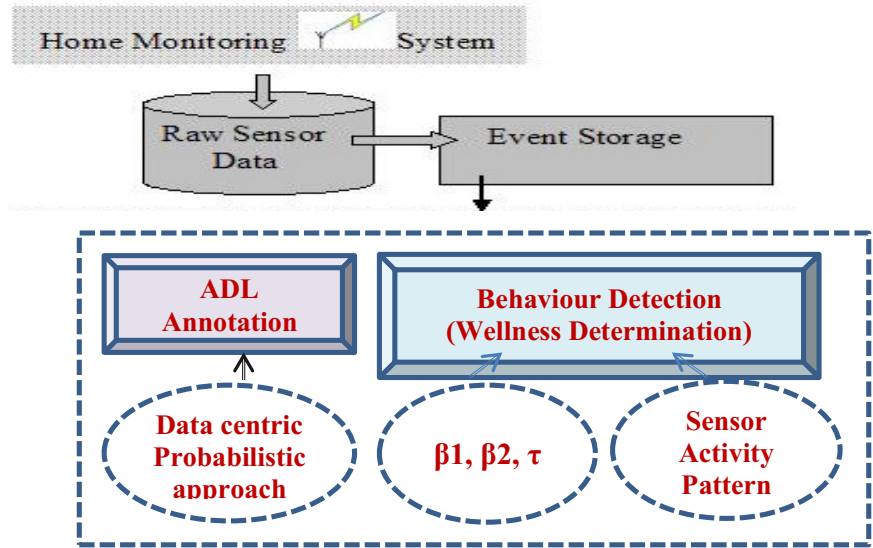 Home Monitoring System
Raw Sensor
Data
Event Storage
ADL
Annotation
Behaviour Detection
(Wellness Determination)
Data centric
Probabilistic
approach
β1, β2, τ
Sensor
Activity
Pattern